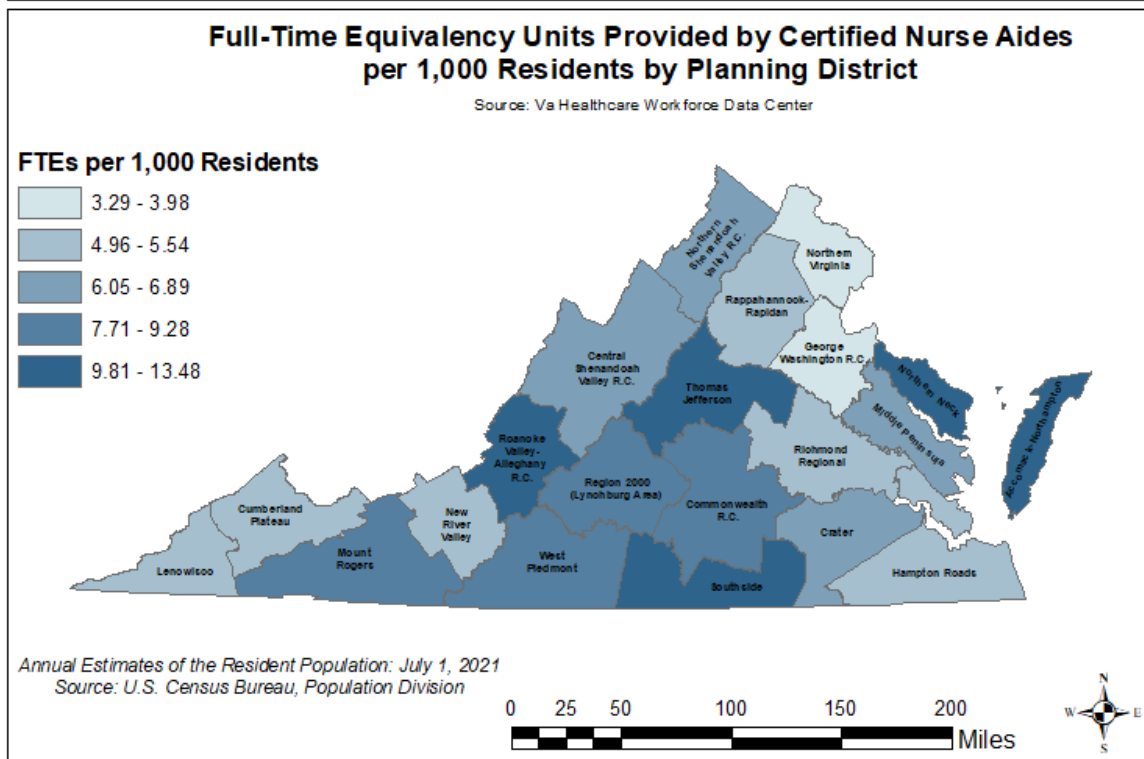 Full-Time Equivalency Units Provided by Certified Nurse Aides
per 1,000 Residents by Planning District
Source: Va Healthcare Workforce Data Center
FTEs per 1,000 Residents
3.29 - 3.98
4.96 - 5.54
6.05 - 6.89
7.71 - 9.28
9.81 - 13.48
Northern
Shenandoah
Valley R.C.
Northern
Virginia
Rappahannook-
Rapidan
George
Washington R.C.
Central
Shenandoah
Valley R.C.
Thomas
Jefferson
Northern Neck
Middle Peninsula
Accomack-Northampton
Roanoke
Valley-
Alleghany
R.C.
Richmond
Regional
Region 2000
(Lynchburg Area)
Commonwealth
R.C.
Cumberland
Plateau
New
River
Valley
Crater
Mount
Rogers
West
Piedmont
Lenowisoo
Southside
Hampton Roads
Annual Estimates of the Resident Population: July 1, 2021
Source: U.S. Census Bureau, Population Division
0 25 50 100 150 200
Miles
N
W E
S